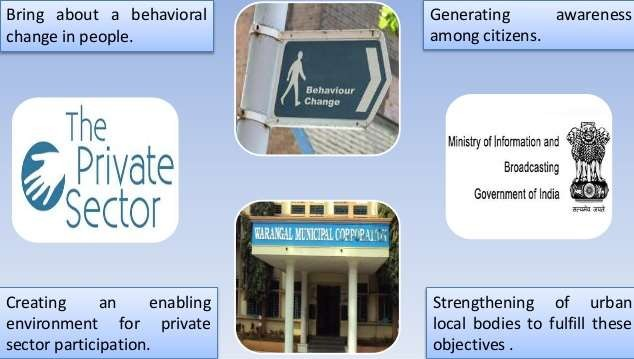 Bring about a behavioral
change in people.
Generating awareness
among citizens.
Behaviour
Change
The
Private
Sector
Ministry of Information and
Broadcasting
Government of India
सत्यमेव जयते
WARANGAL MUNICIPAL CORPORATION
Creating an enabling
environment for private
sector participation.
Strengthening of urban
local bodies to fulfill these
objectives .